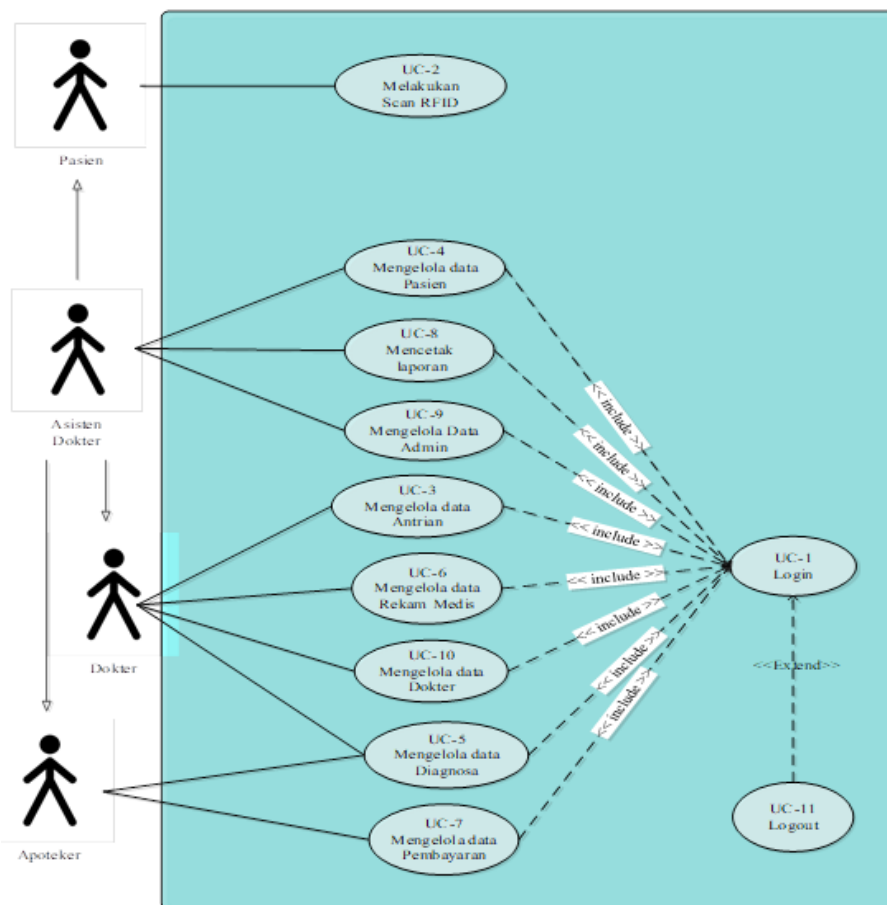 UC-2
Melakukan
Scan RFID
Pasien
UC-4
Mengelola data
Pasien
UC-8
Mencetak
laporan
Asisten
Dokter
UC-9
Mengelola Data
Admin
UC-3
Mengelola data
Antrian
UC-6
Mengelola data
Rekam Medis
Dokter
UC-10
Mengelola data
Dokter
UC-5
Mengelola data
Diagnosa
Apoteker
UC-7
Mengelola data
Pembayaran
<< include >>
<< include >>
<< include >>
<< include >>
<< include >>
<< include >>
<< include >>
<< include >>
UC-1
Login
<<Extend>>
UC-11
Logout